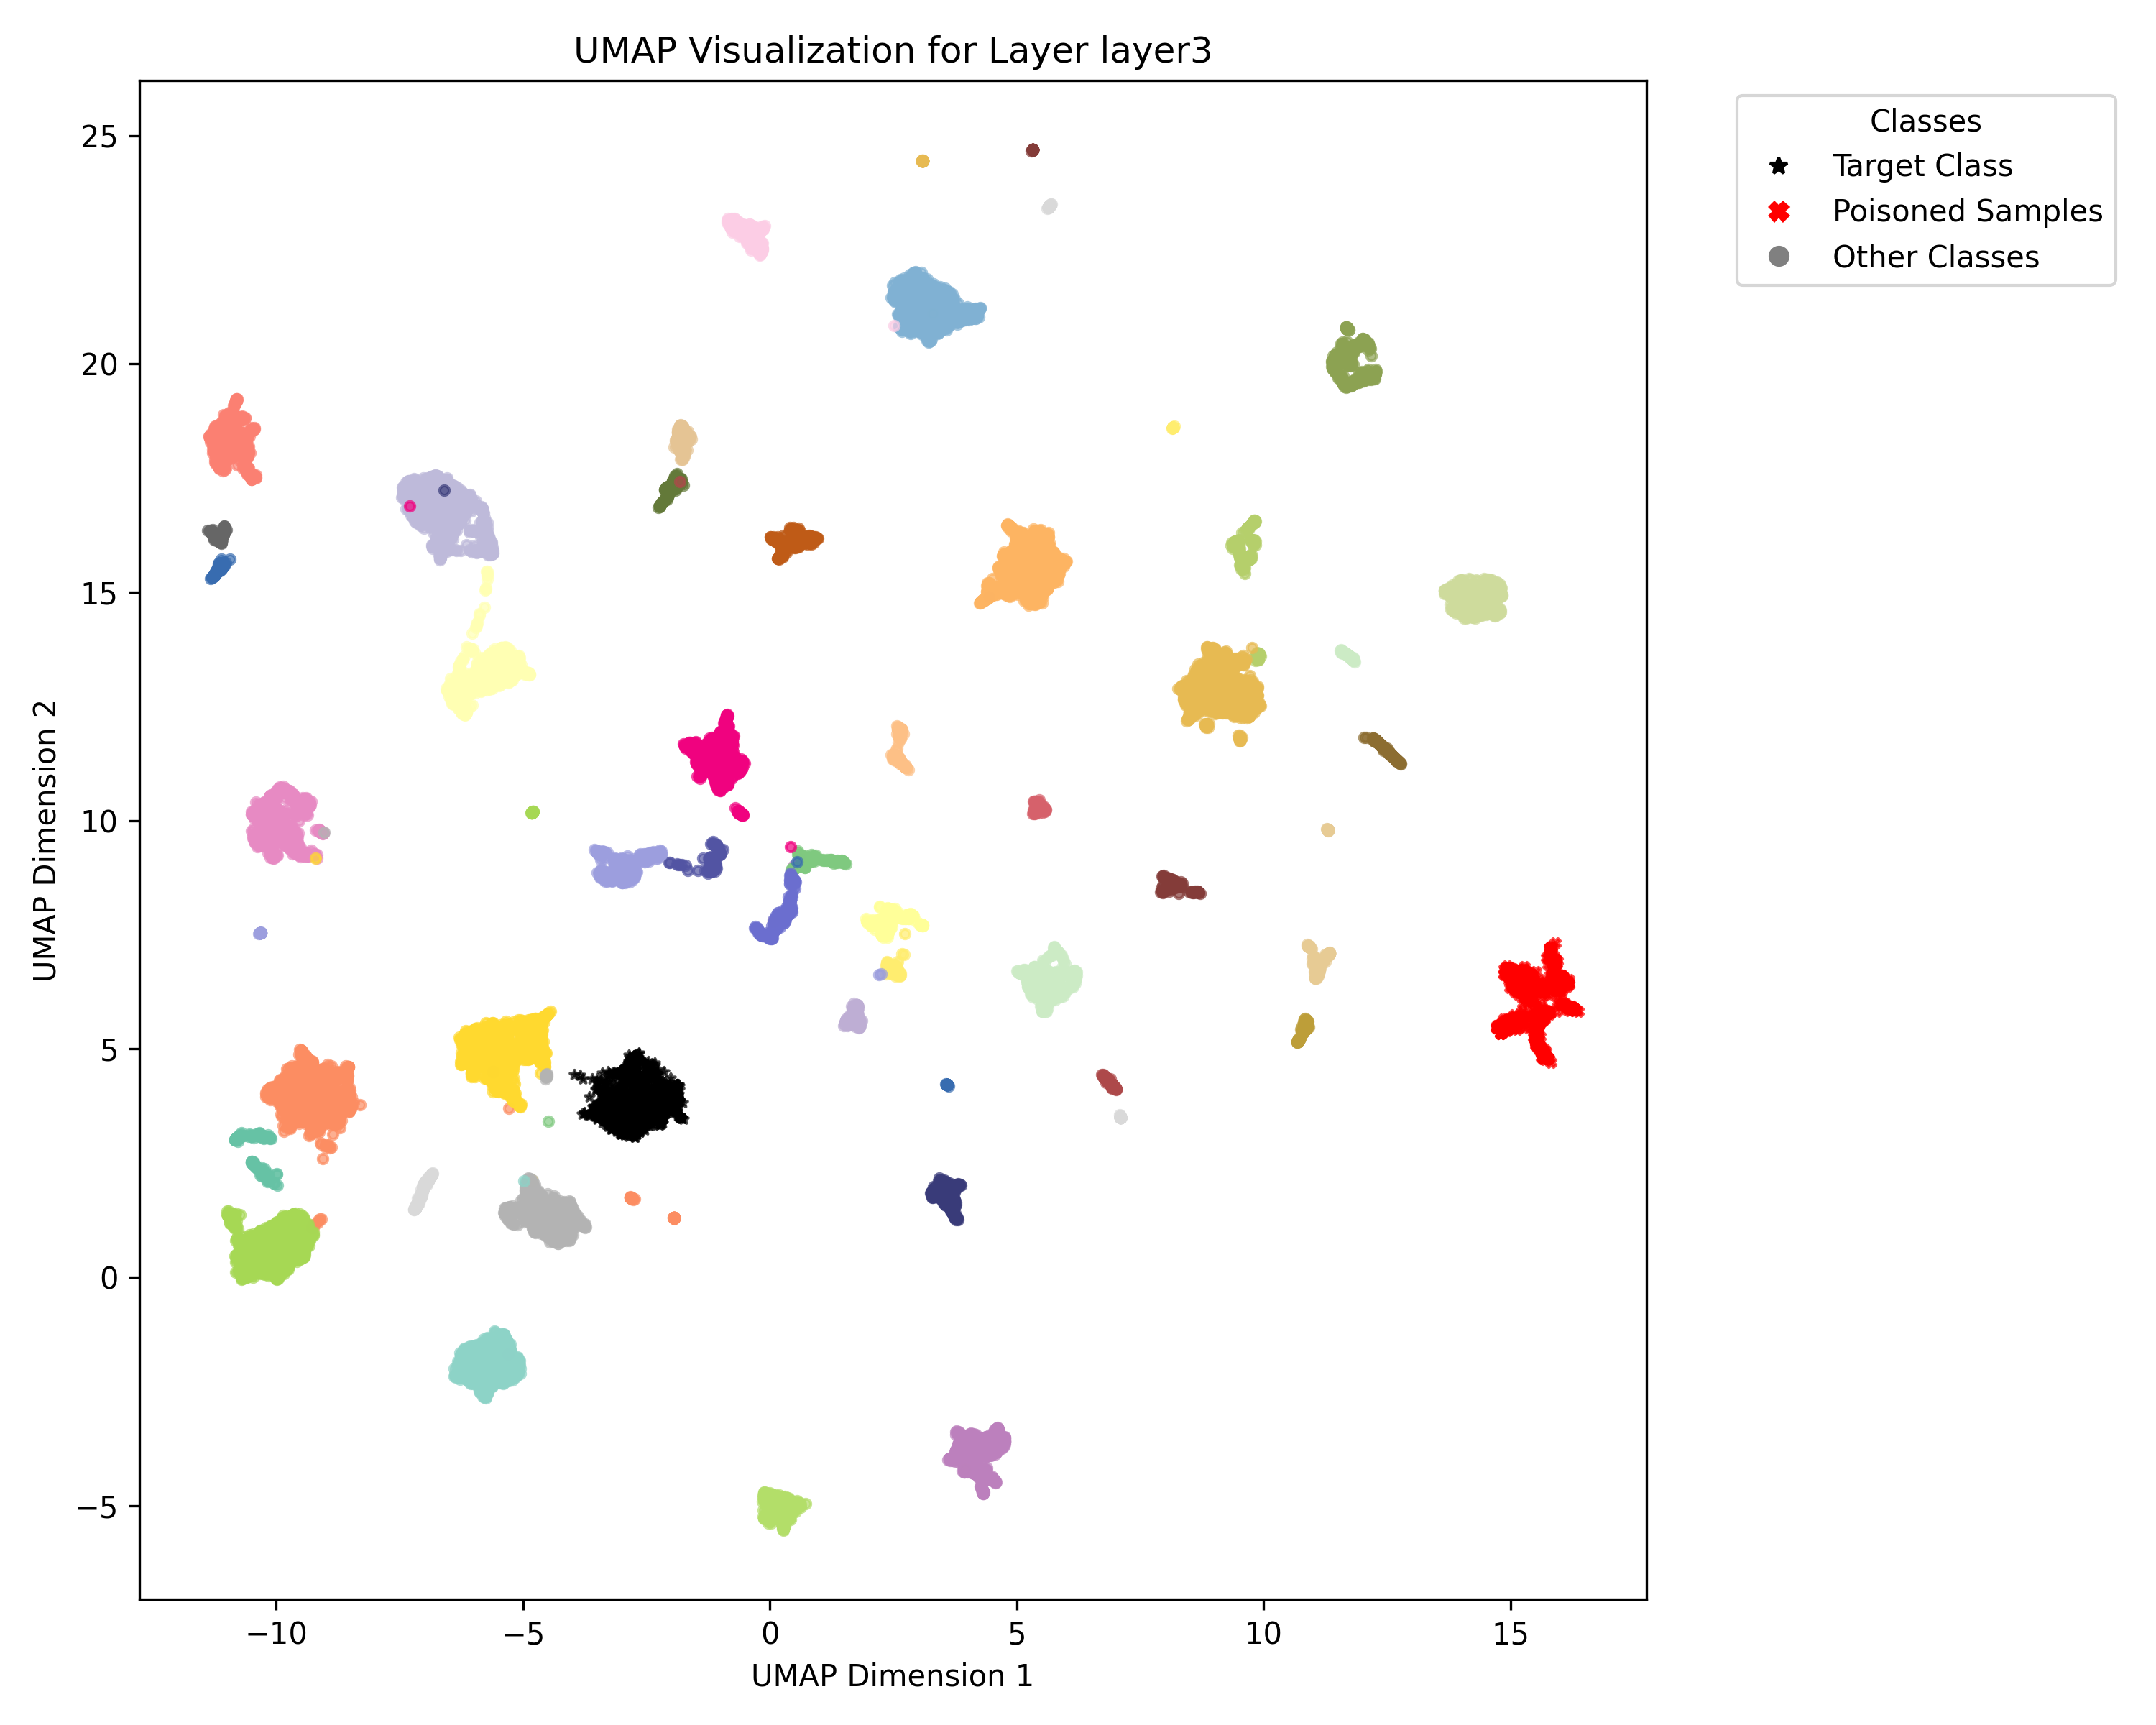 UMAP Visualization for Layer layer3
Classes
Target Class
Poisoned Samples
Other Classes
25
20
15
10
5
0
−5
UMAP Dimension 2
−10
−5
0
5
10
15
UMAP Dimension 1